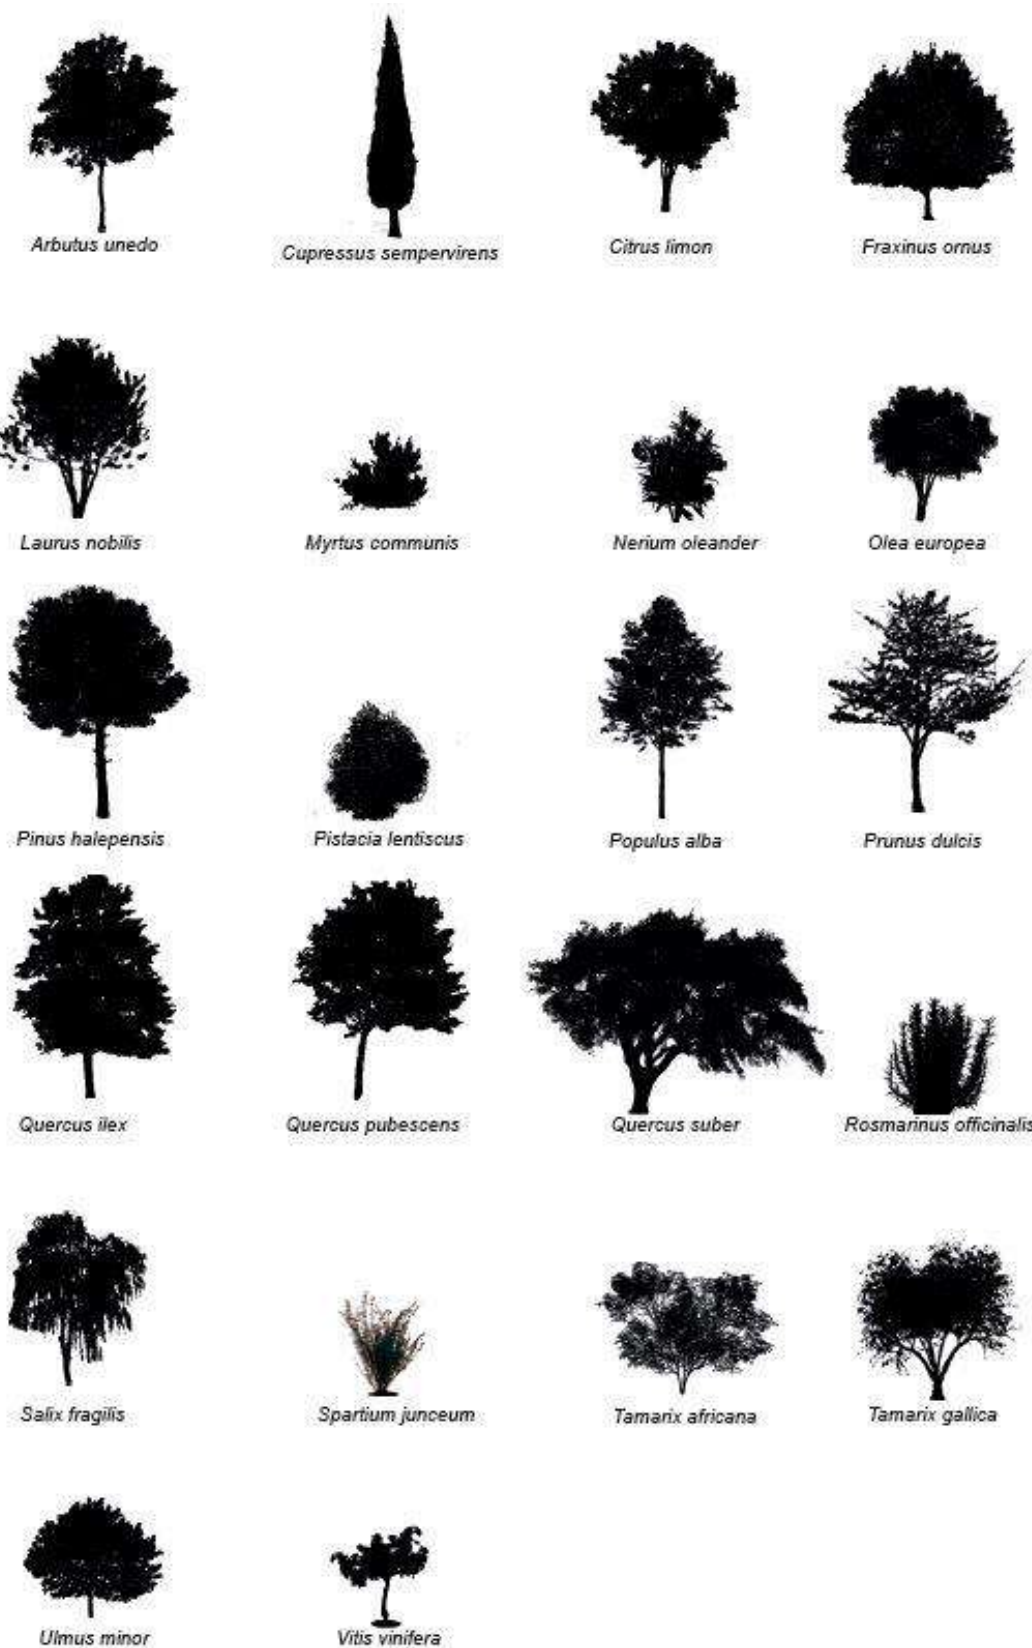 Arbutus unedo
Cupressus sempervirens
Citrus limon
Fraxinus ornus
Laurus nobilis
Myrtus communis
Nerium oleander
Olea europea
Pinus halepensis
Pistacia lentiscus
Populus alba
Prunus dulcis
Quercus ilex
Quercus pubescens
Quercus suber
Rosmarinus officinalis
Salix fragilis
Spartium junceum
Tamarix africana
Tamarix gallica
Ulmus minor
Vitis vinifera